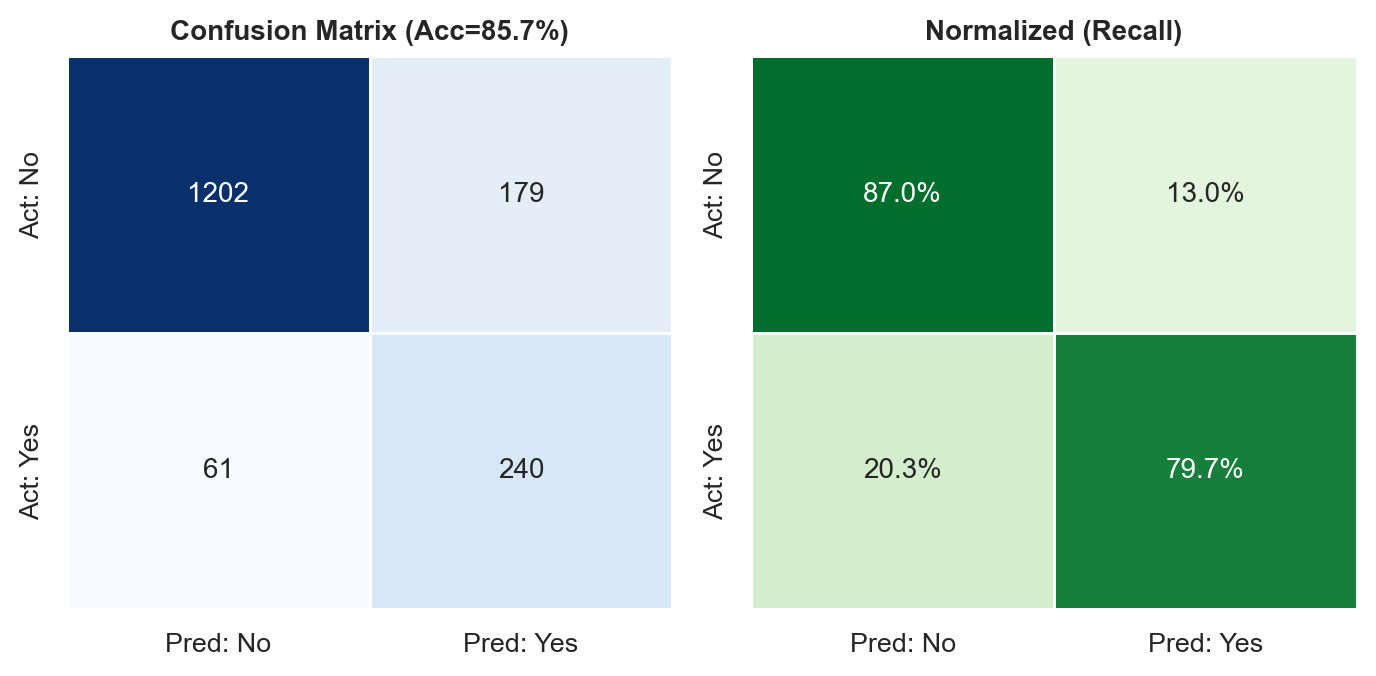 Confusion Matrix (Acc=85.7%)
Act: No
1202
179
Act: Yes
61
240
Pred: No
Pred: Yes
Normalized (Recall)
Act: No
87.0%
13.0%
Act: Yes
20.3%
79.7%
Pred: No
Pred: Yes